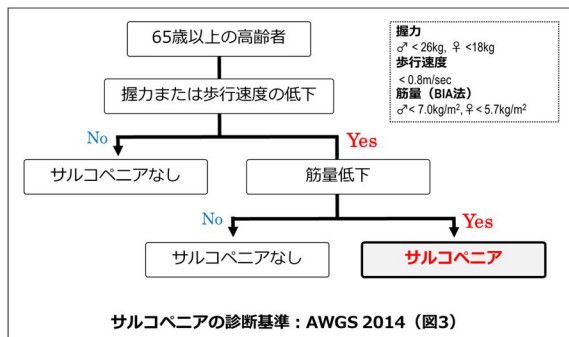 65歳以上の高齢者
握力
♂＜26kg, ♀ <18kg
歩行速度
＜0.8m/sec
筋量（BIA法）
♂< 7.0kg/m², ♀< 5.7kg/m²
握力または歩行速度の低下
No
Yes
サルコペニアなし
筋量低下
No
Yes
サルコペニアなし
サルコペニア
サルコペニアの診断基準：AWGS 2014（図3）